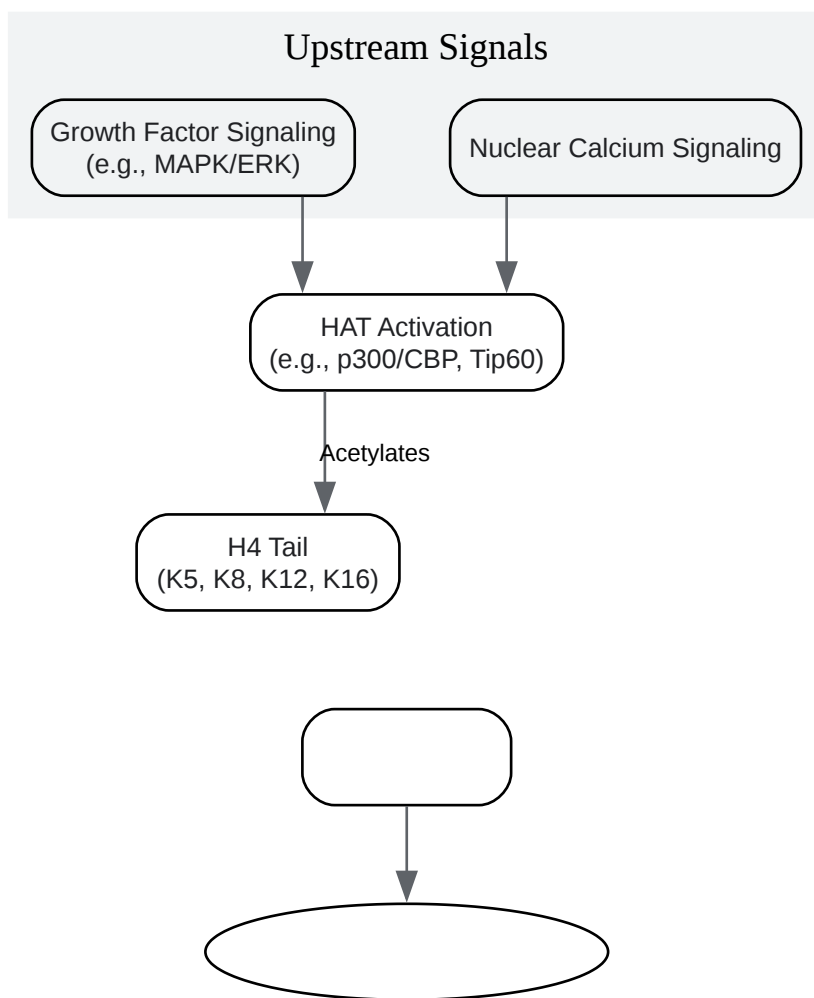 Upstream Signals
Growth Factor Signaling
(e.g., MAPK/ERK)
Nuclear Calcium Signaling
HAT Activation
(e.g., p300/CBP, Tip60)
Acetylates
H4 Tail
(K5, K8, K12, K16)